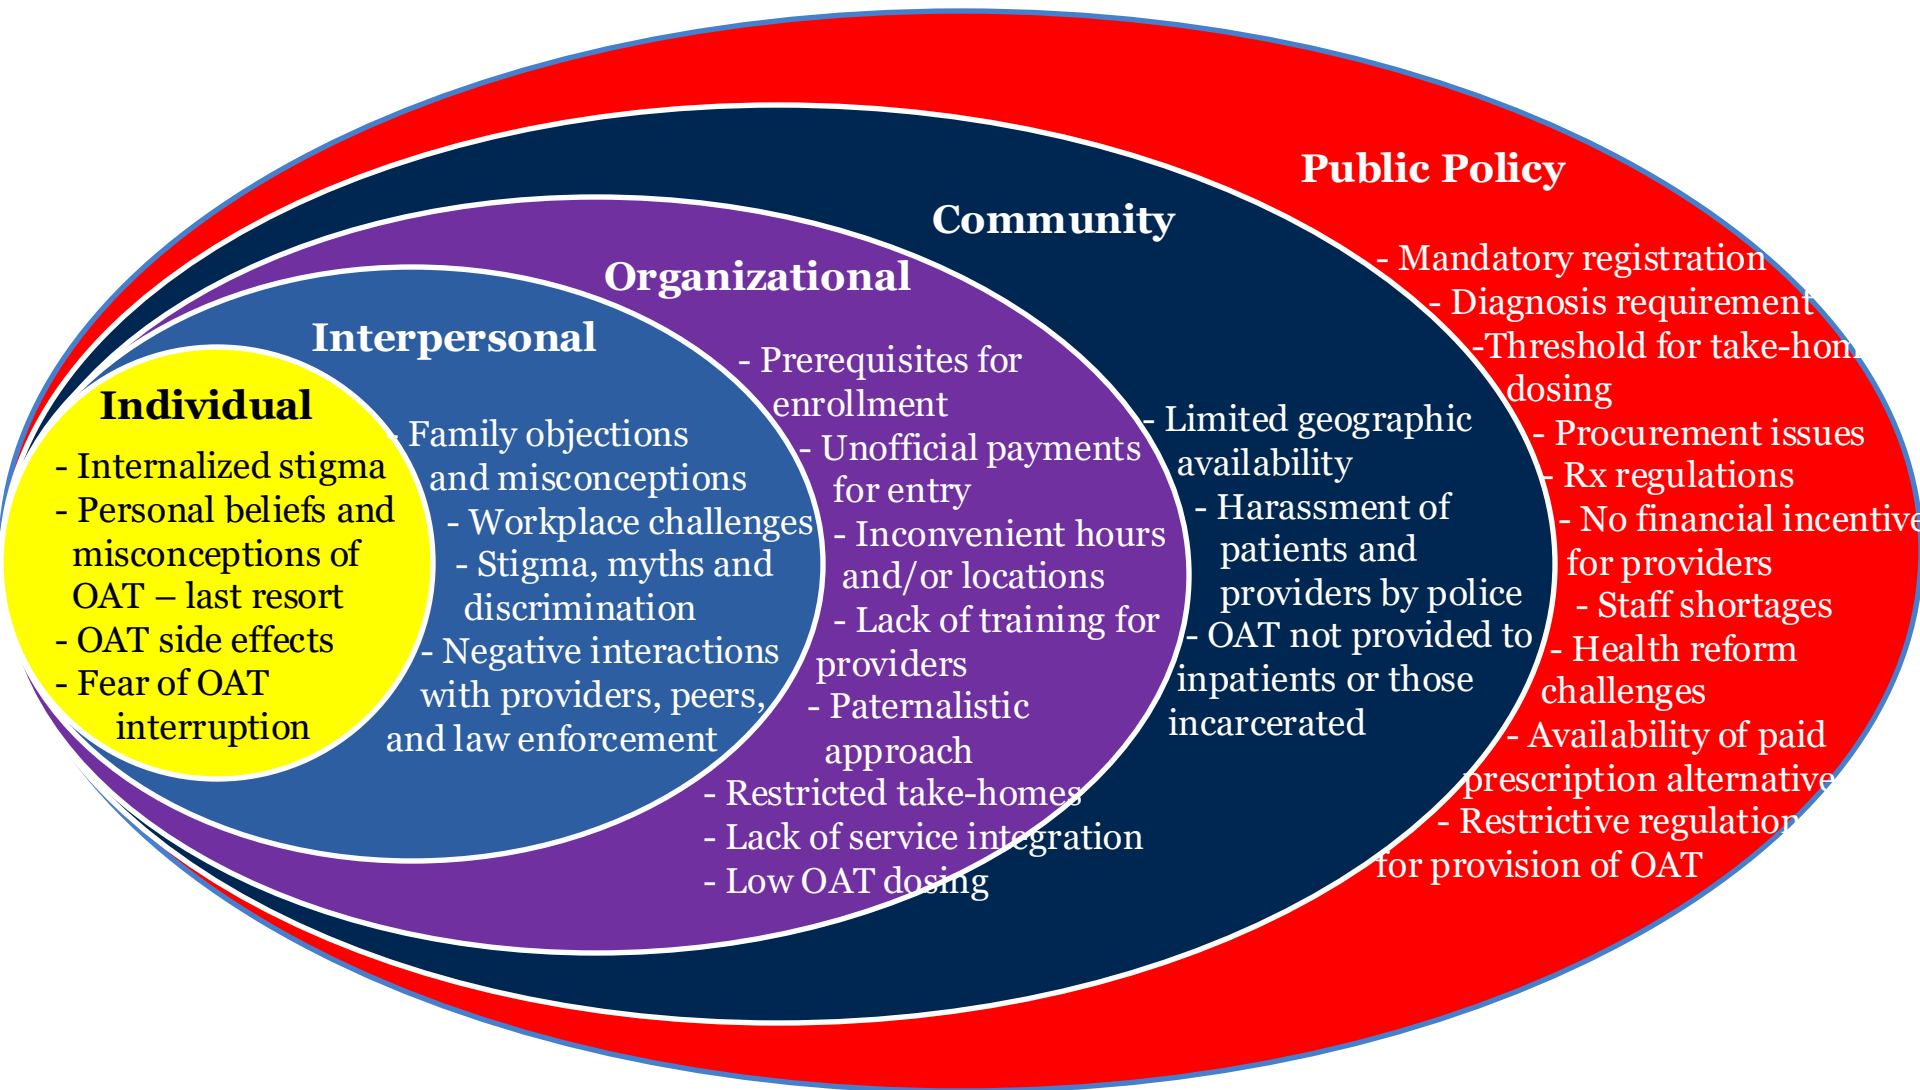 Individual
- Internalized stigma
- Personal beliefs and
misconceptions of
OAT – last resort
- OAT side effects
- Fear of OAT
interruption
Interpersonal
- Family objections
and misconceptions
- Workplace challenges
- Stigma, myths and
discrimination
- Negative interactions
with providers, peers,
and law enforcement
Organizational
- Prerequisites for
enrollment
- Unofficial payments
for entry
- Inconvenient hours
and/or locations
- Lack of training for
providers
- Paternalistic
approach
- Restricted take-homes
- Lack of service integration
- Low OAT dosing
Community
- Limited geographic
availability
- Harassment of
patients and
providers by police
- OAT not provided to
inpatients or those
incarcerated
Public Policy
- Mandatory registration
- Diagnosis requirement
-Threshold for take-hom
dosing
- Procurement issues
- Rx regulations
- No financial incentive
for providers
- Staff shortages
- Health reform
challenges
- Availability of paid
prescription alternative
- Restrictive regulation
for provision of OAT